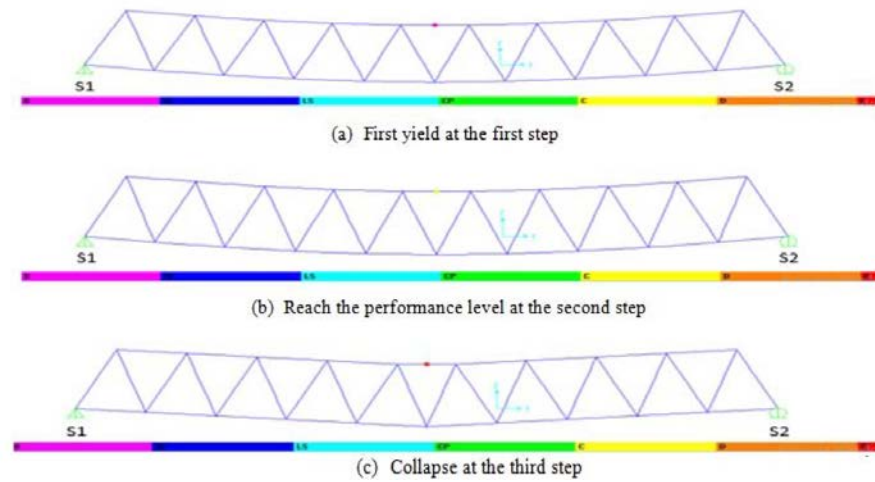 S1 S2
B IO LS CP C D E
(a) First yield at the first step
S1 S2
LS CP C D
(b) Reach the performance level at the second step
S1 S2
LS CP C D
(c) Collapse at the third step